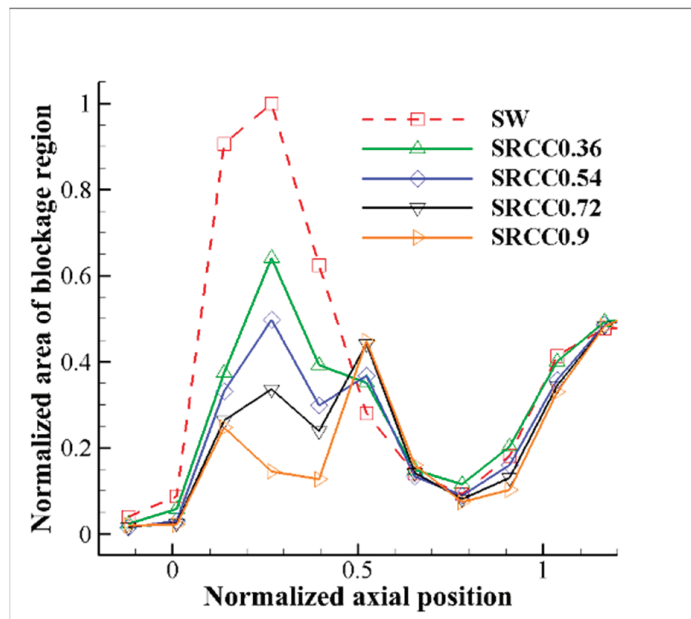 Normalized area of blockage region
1
0.8
0.6
0.4
0.2
0
SW
SRCC0.36
SRCC0.54
SRCC0.72
SRCC0.9
0
0.5
1
Normalized axial position